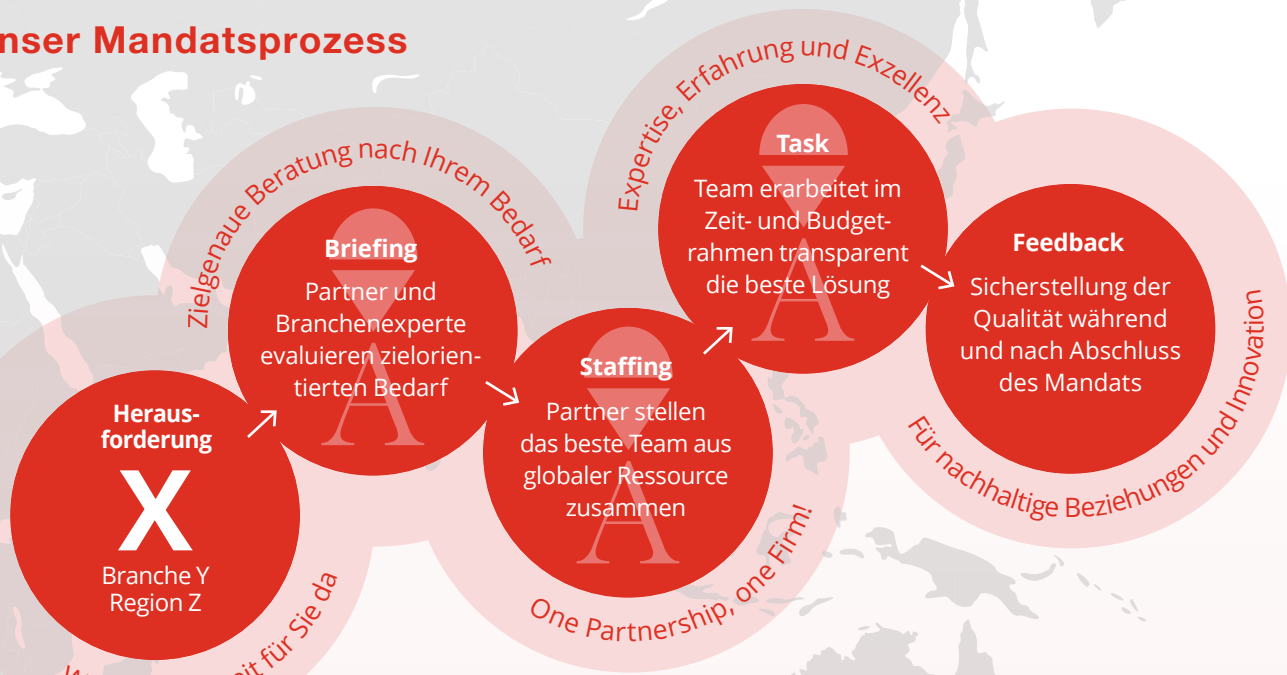 nser Mandatsprozess
Heraus-
forderung
X
Branche Y
Region Z
eit für Sie da
Zielgenaue Beratung nach Ihrem Bedarf
Briefing
Partner und
Branchenexperte
evaluieren zielorien-
tierten Bedarf
Staffing
Partner stellen
das beste Team aus
globaler Ressource
zusammen
One Partnership, one Firm!
Expertise, Erfahrung und Exzellenz
Task
Team erarbeitet im
Zeit- und Budget-
rahmen transparent
die beste Lösung
Feedback
Sicherstellung der
Qualität während
und nach Abschluss
des Mandats
Für nachhaltige Beziehungen und Innovation